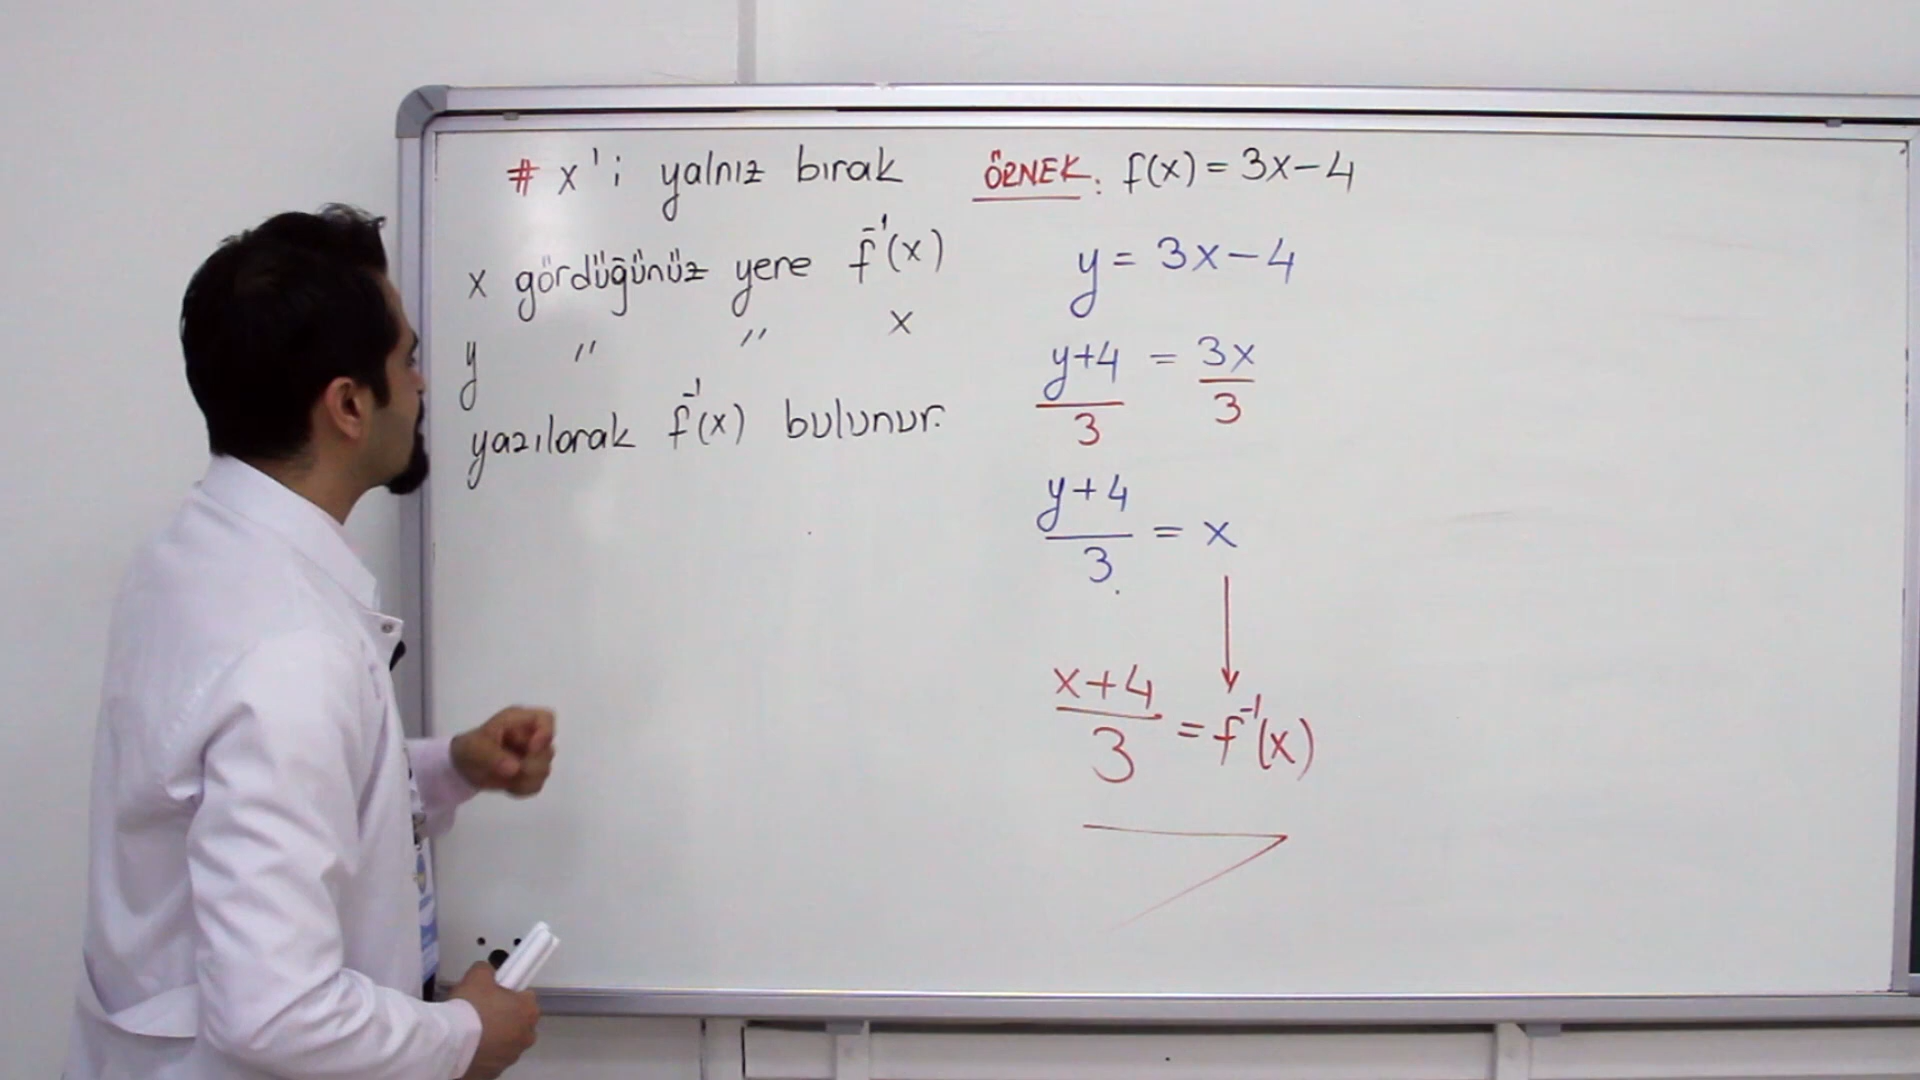 # x'i yalnız bırak
x gördüğünüz yere f⁻¹(x)
y " " x
yazılarak f⁻¹(x) bulunur.
ÖRNEK: f(x) = 3x-4
y = 3x-4
y+4/3 = 3x/3
y+4/3 = x
x+4/3 = f⁻¹(x)